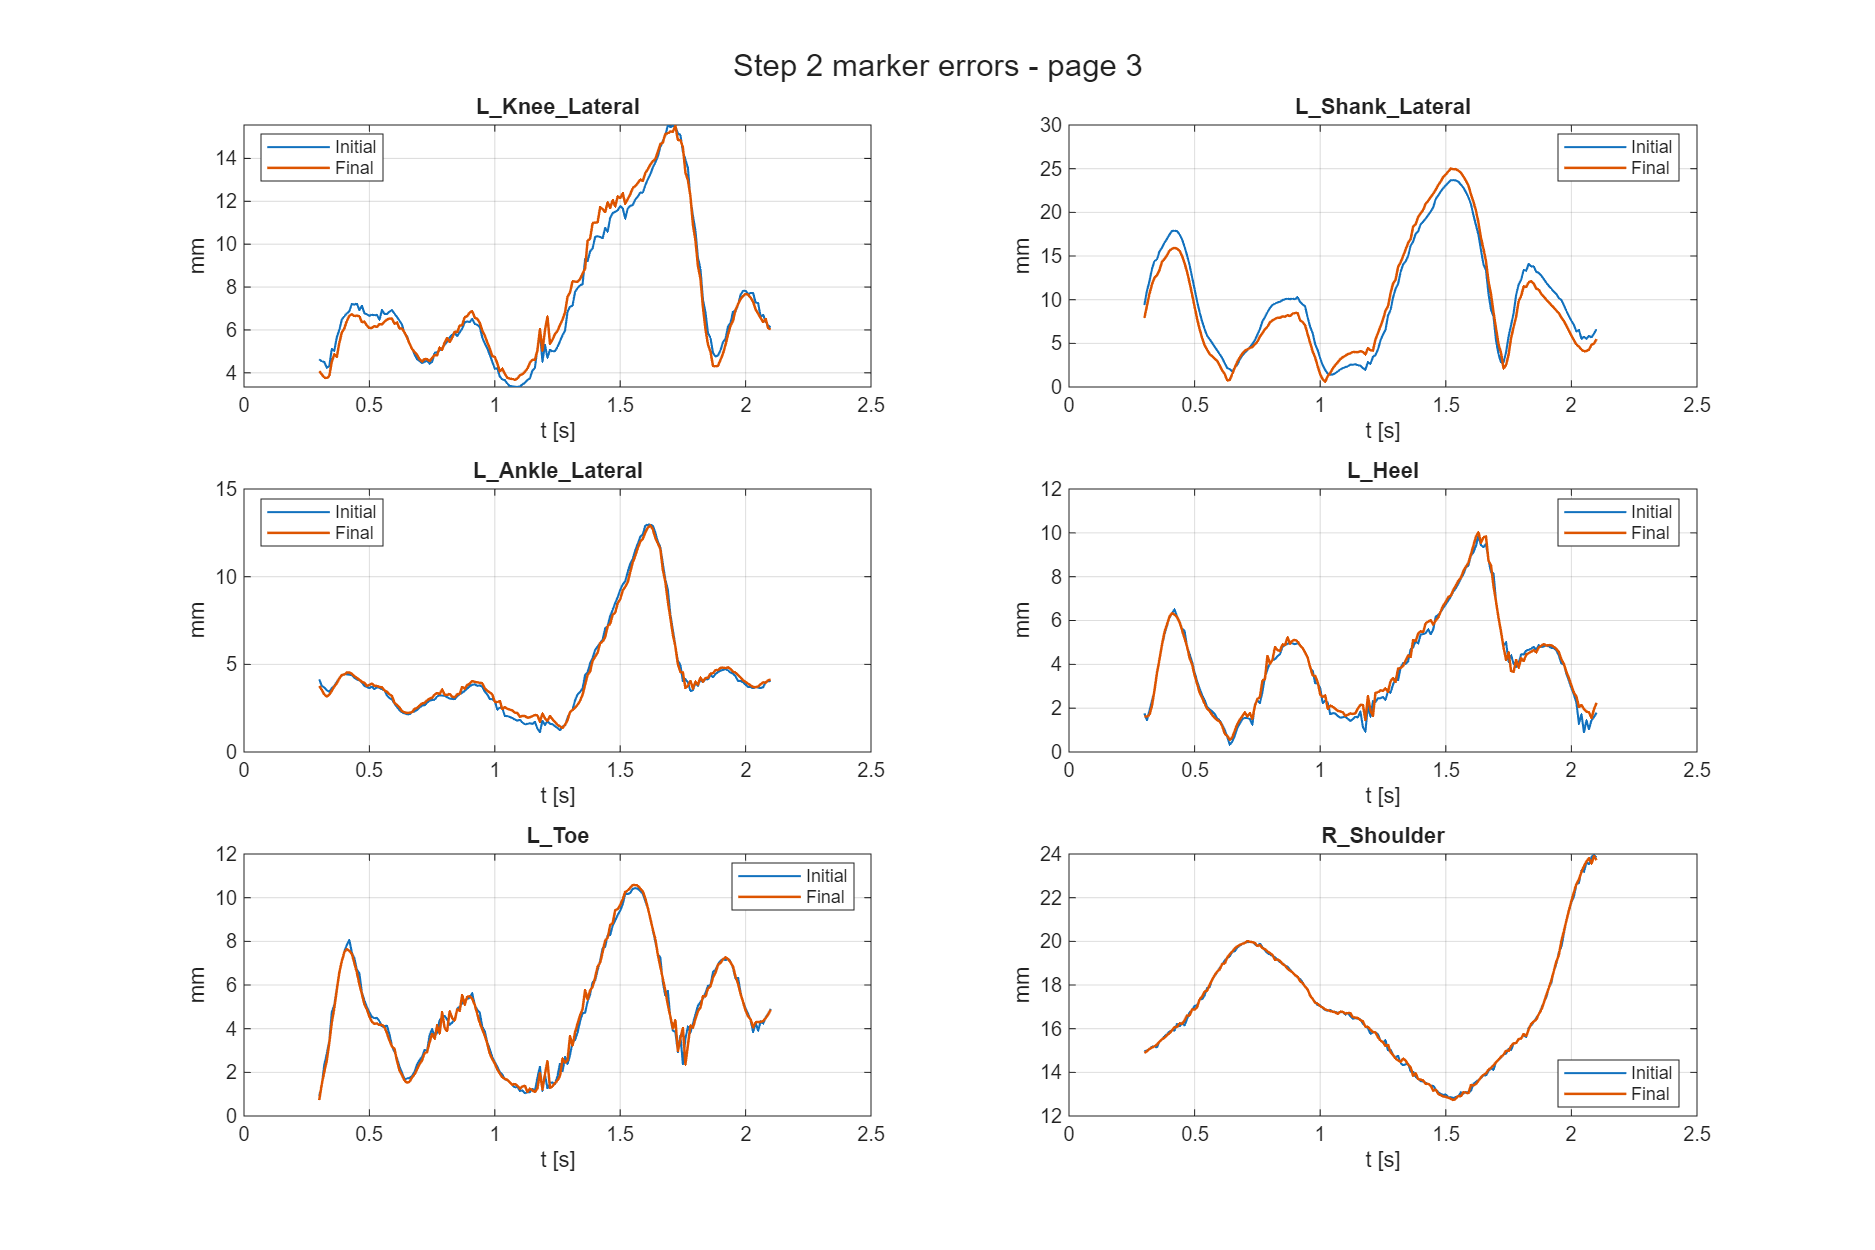 Step 2 marker errors - page 3
L_Knee_Lateral
Initial
Final
14
12
10
8
6
4
mm
0 0.5 1 1.5 2 2.5
t [s]
L_Shank_Lateral
Initial
Final
30
25
20
15
10
5
0
mm
0 0.5 1 1.5 2 2.5
t [s]
L_Ankle_Lateral
Initial
Final
15
10
5
0
mm
0 0.5 1 1.5 2 2.5
t [s]
L_Heel
Initial
Final
12
10
8
6
4
2
0
mm
0 0.5 1 1.5 2 2.5
t [s]
L_Toe
Initial
Final
12
10
8
6
4
2
0
mm
0 0.5 1 1.5 2 2.5
t [s]
R_Shoulder
24
22
20
18
16
14
12
mm
Initial
Final
0 0.5 1 1.5 2 2.5
t [s]